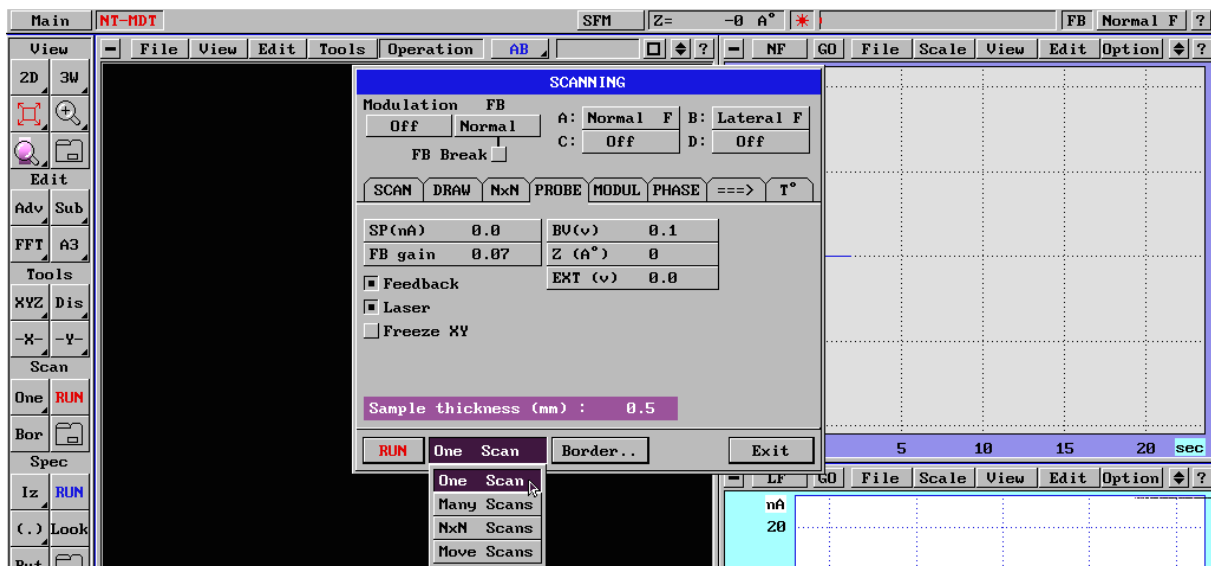 Main NT-MDT SFM Z= -0 A° FB Normal F ?
View File View Edit Tools Operation AB ? NF GO File Scale View Edit Option ?
2D 3W
Edit
Adv Sub
FFT A3
Tools
XYZ Dis
-X- -Y-
Scan
One RUN
Bor
Spec
Iz RUN
(.) Look
SCANNING
Modulation FB
Off Normal
FB Break
A: Normal F B: Lateral F
C: Off D: Off
SCAN DRAW NxN PROBE MODUL PHASE ===> T°
SP(nA) 0.0 BV(v) 0.1
FB gain 0.07 Z (A°) 0
EXT (v) 0.0
Feedback
Laser
Freeze XY
Sample thickness (mm) : 0.5
RUN One Scan Border.. Exit
One Scan
Many Scans
NxN Scans
Move Scans
5 10 15 20 sec
LF GO File Scale View Edit Option ?
nA
20